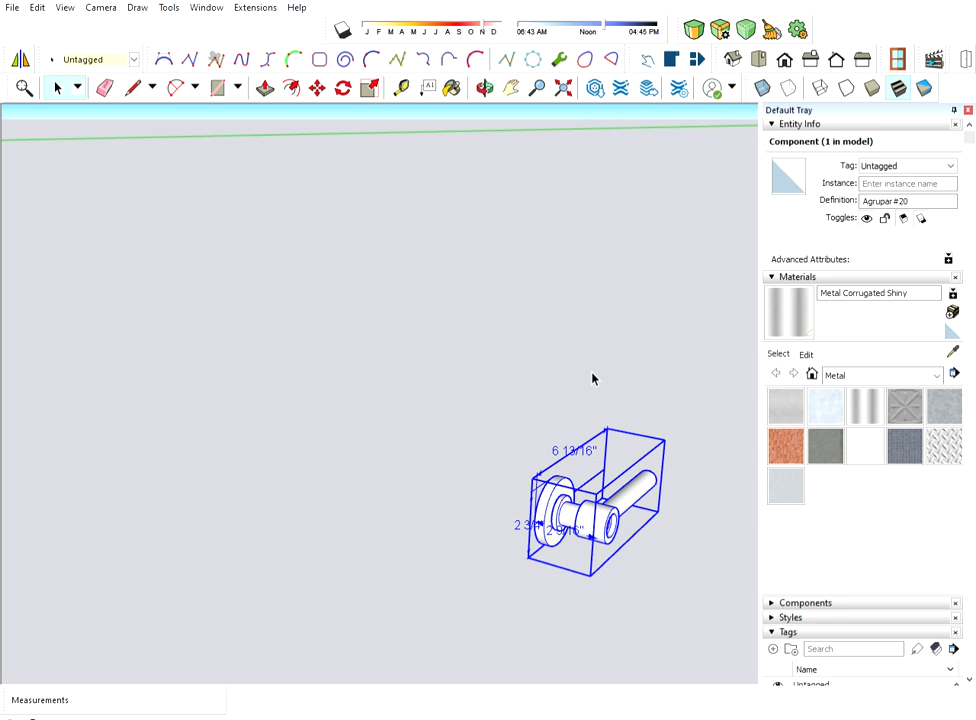 File Edit View Camera Draw Tools Window Extensions Help
J F M A M J J A S O N D 06:43 AM Noon 04:45 PM
Untagged
A1
Default Tray
Entity Info
Component (1 in model)
Tag: Untagged
Instance: Enter instance name
Definition: Agrupar#20
Toggles:
Advanced Attributes:
Materials
Metal Corrugated Shiny
Select Edit
Metal
6 13/16"
Components
Styles
Tags
Search
Name
Untagged
Measurements